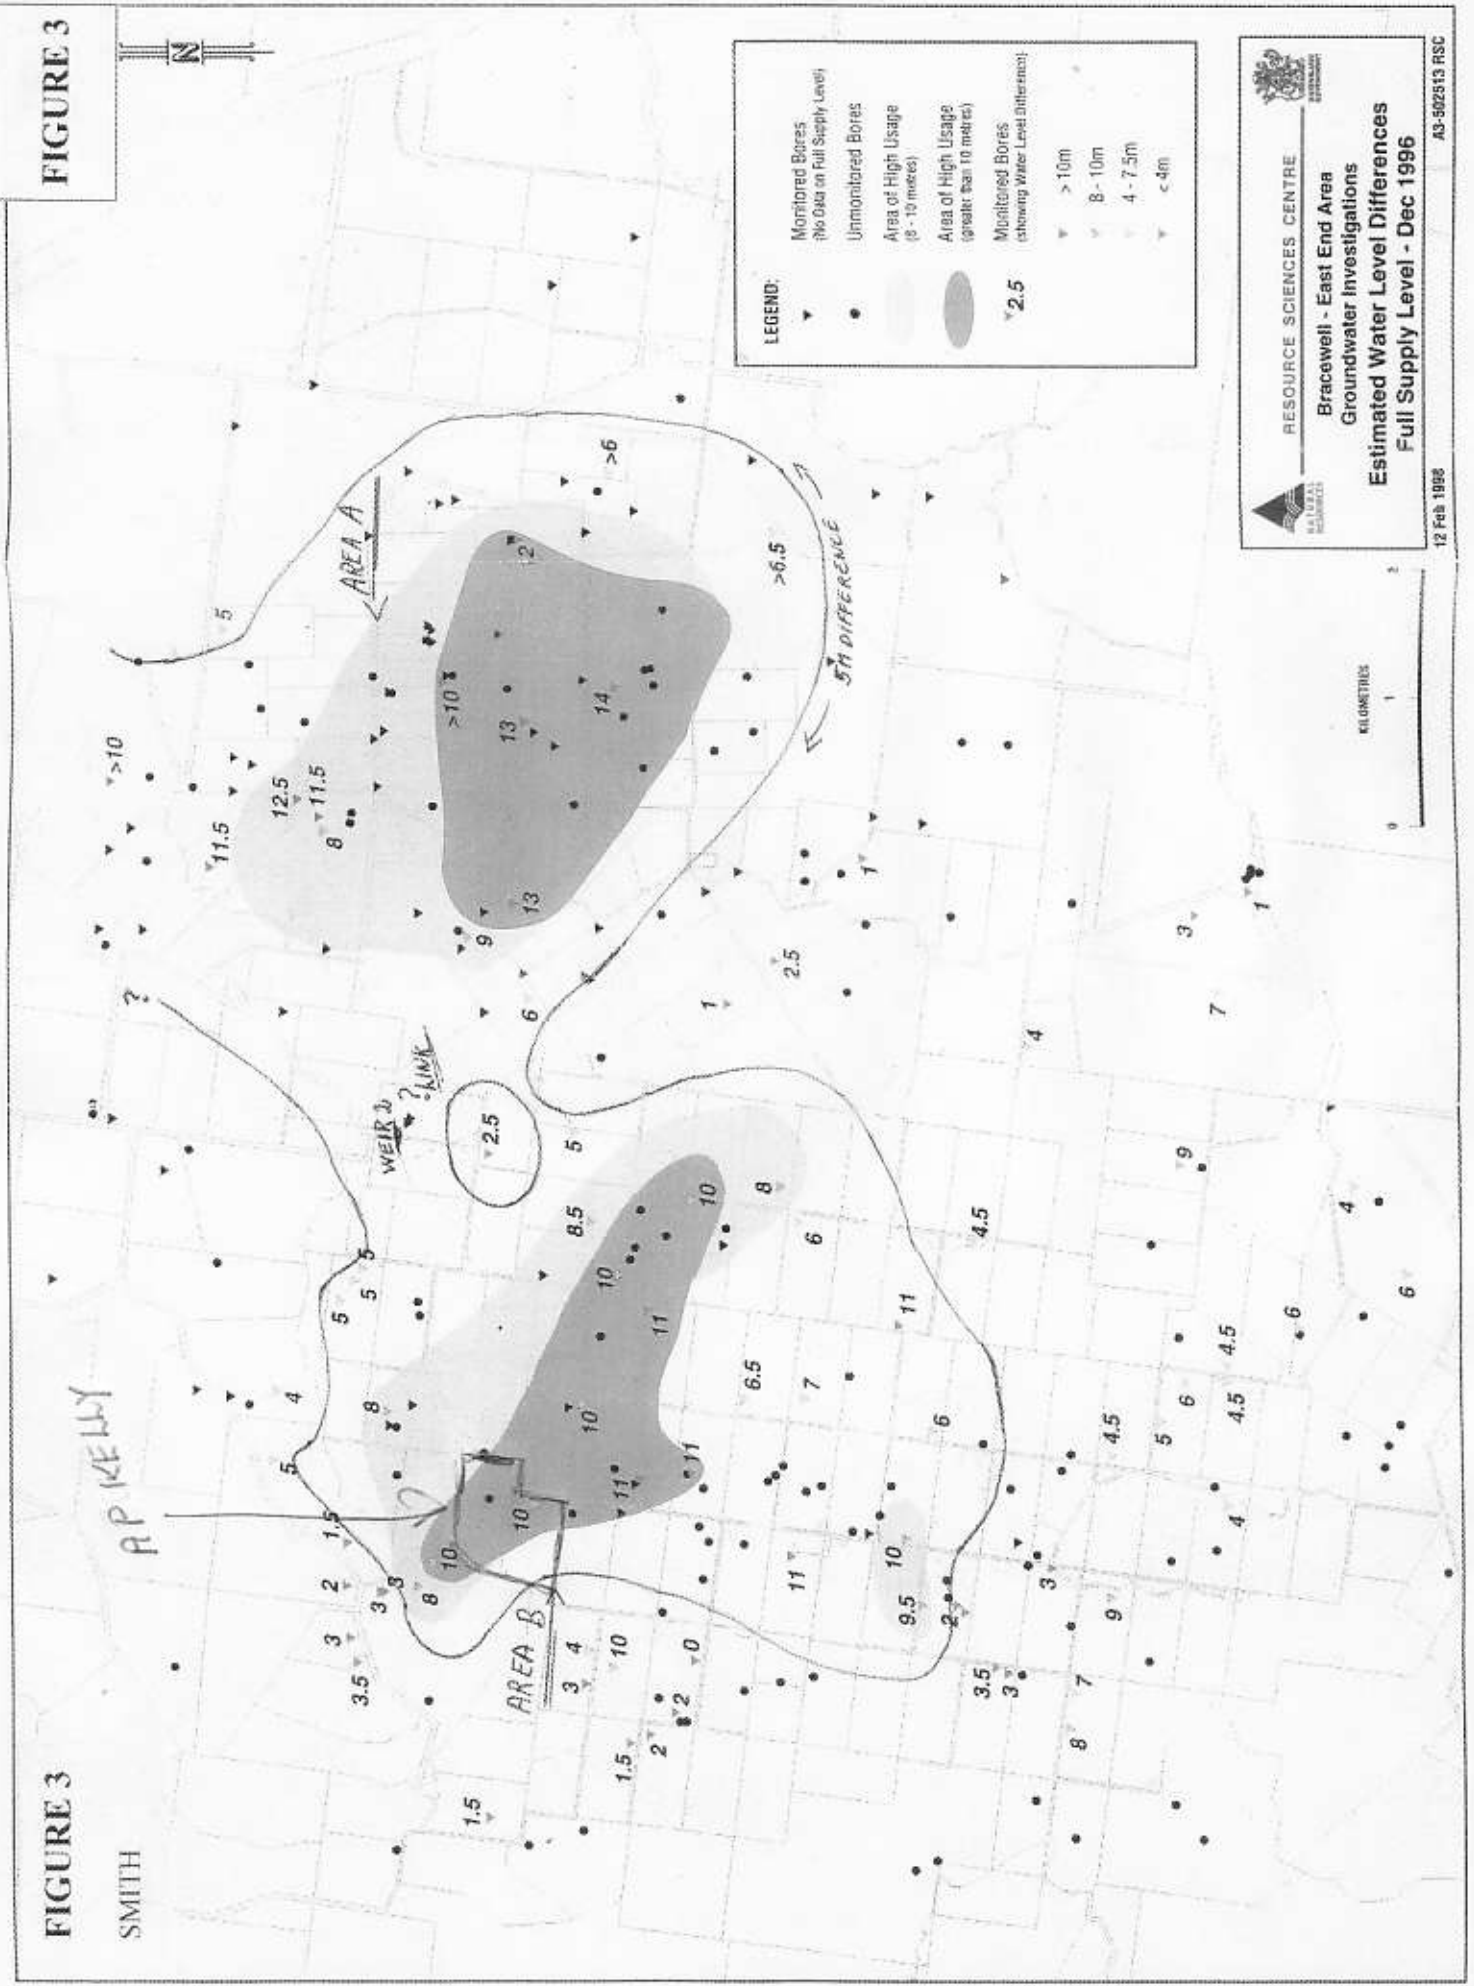 FIGURE 3
SMITH
FIGURE 3
N
AP KELLY
?
WEIR 2
? LINK
AREA A
AREA B
5M DIFFERENCE
>10
5
11.5
12.5
11.5
8
>10
13
14
12
13
9
6
>6
>6.5
2.5
5
8.5
10
8
6
10
11
10
11
11
10
10
8
8
5
5
5
4
5
1.5
2
3
3
3
3.5
1.5
4
3
10
0
2
2
1.5
6.5
7
11
6
11
10
9.5
2
4.5
1
2.5
1
3
1
7
4
9
4
6
6
4.5
4.5
6
5
4.5
4
3
9
3.5
3
7
8
LEGEND:
Monitored Bores
(No Data on Full Supply Level)
Unmonitored Bores
Area of High Usage
(8 - 10 metres)
Area of High Usage
(greater than 10 metres)
2.5
Monitored Bores
(showing Water Level Difference)
> 10m
8 - 10m
4 - 7.5m
< 4m
KILOMETRES
0 1 2
NATURAL
RESOURCES
RESOURCE SCIENCES CENTRE
QUEENSLAND
GOVERNMENT
Bracewell - East End Area
Groundwater Investigations
Estimated Water Level Differences
Full Supply Level - Dec 1996
12 Feb 1998
A3-502513 RSC